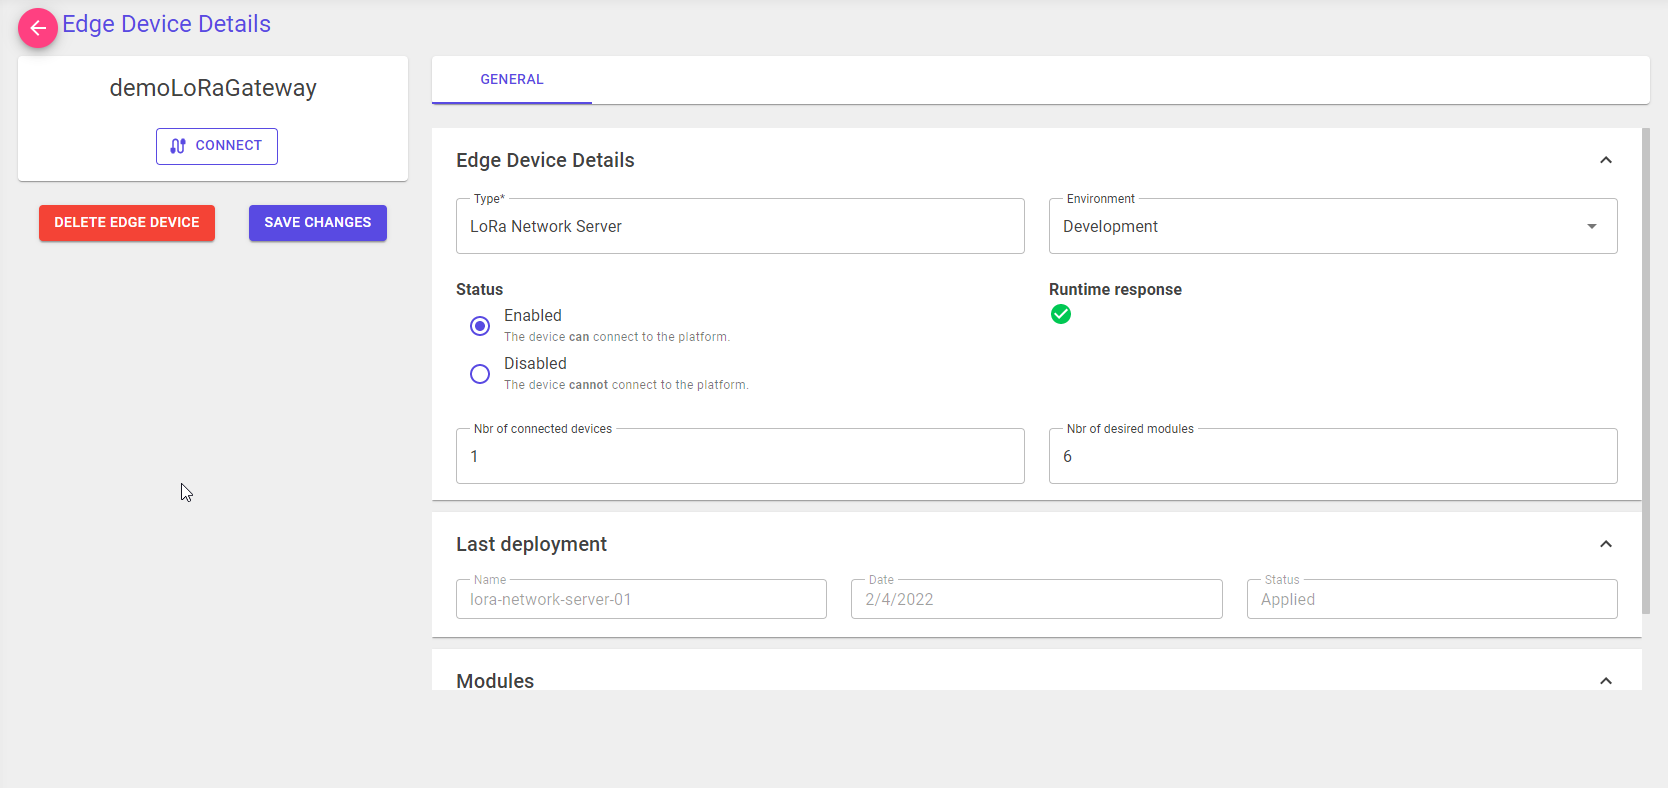 Edge Device Details
demoLoRaGateway
CONNECT
DELETE EDGE DEVICE
SAVE CHANGES
GENERAL
Edge Device Details
Type*
LoRa Network Server
Environment
Development
Status
Enabled
The device can connect to the platform.
Disabled
The device cannot connect to the platform.
Runtime response
Nbr of connected devices
1
Nbr of desired modules
6
Last deployment
Name
lora-network-server-01
Date
2/4/2022
Status
Applied
Modules